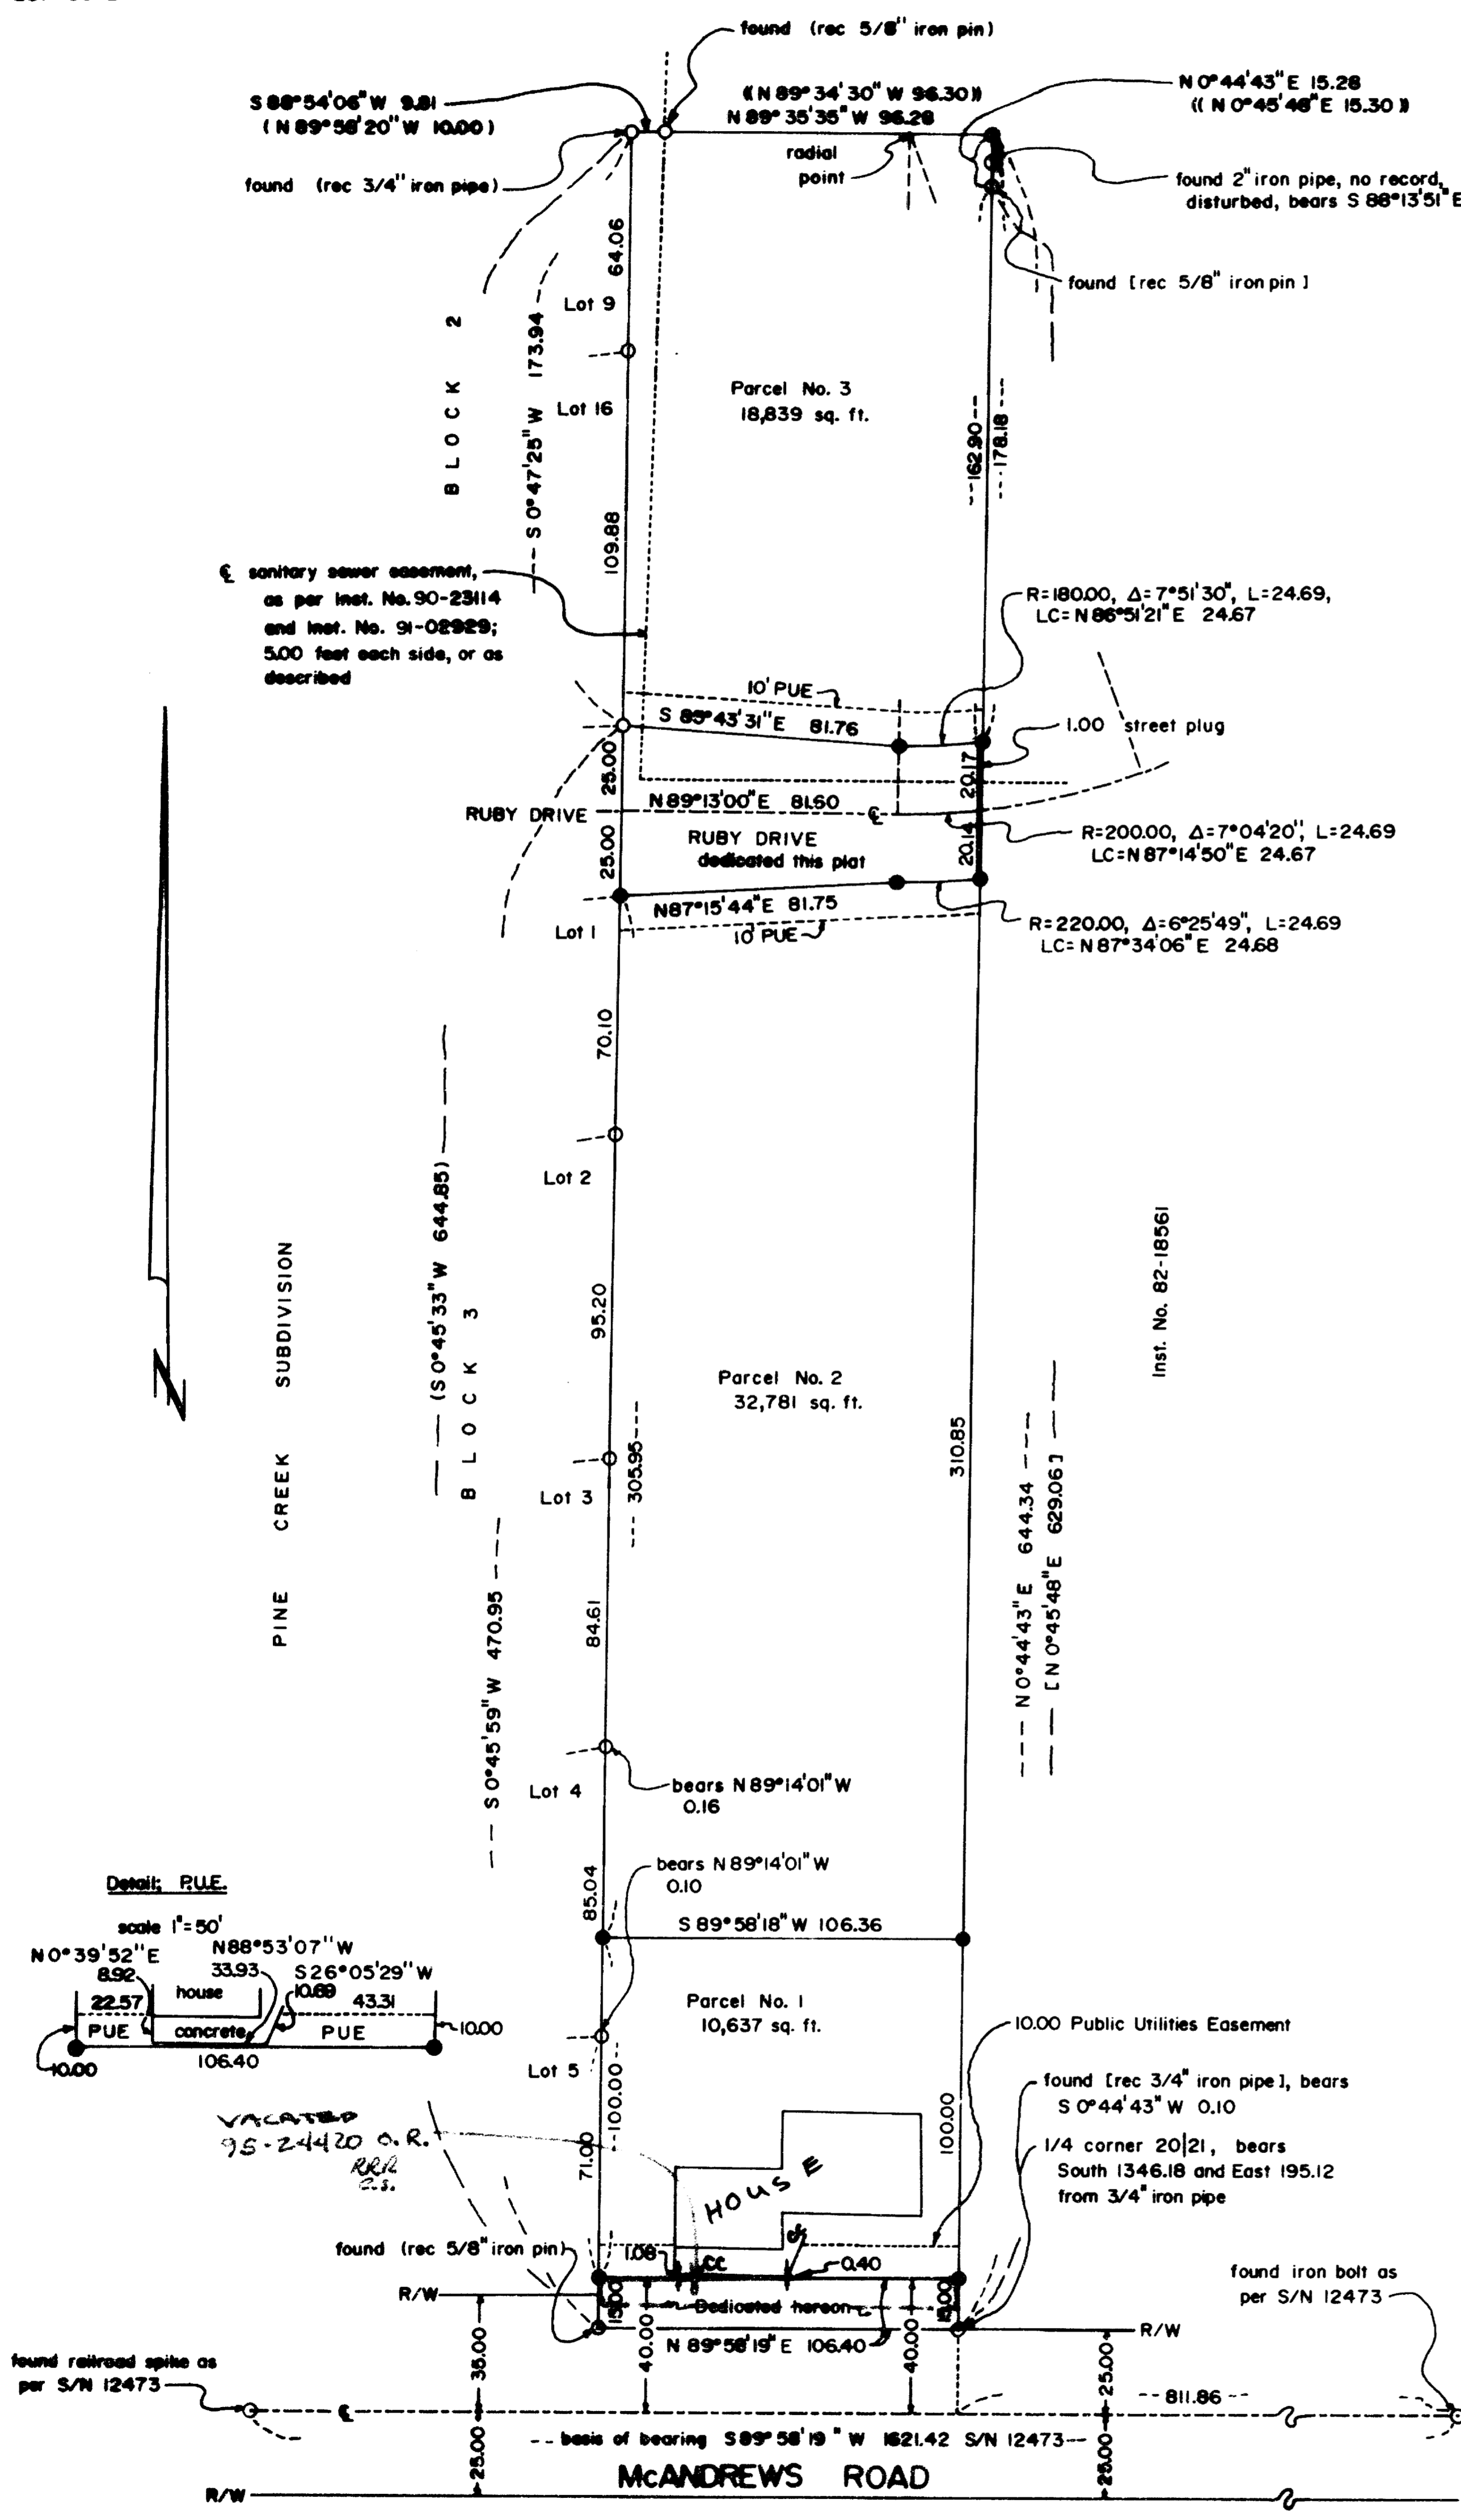 found (rec 5/8" iron pin)
S 88°54'06" W 9.81
(N 89°58'20" W 10.00)
((N 89°34'30" W 96.30))
N 89°35'35" W 96.28
N 0°44'43" E 15.28
((N 0°45'48" E 15.30))
radial
point
found (rec 3/4" iron pipe)
found 2" iron pipe, no record,
disturbed, bears S 88°13'51" E
found [rec 5/8" iron pin]
64.06
Lot 9
BLOCK 2
S 0°47'25" W 173.94
Lot 16
Parcel No. 3
18,839 sq. ft.
162.90
178.18
109.88
℄ sanitary sewer easement,
as per Inst. No. 90-23114
and Inst. No. 91-02929;
5.00 feet each side, or as
described
R=180.00, Δ=7°51'30", L=24.69,
LC=N 86°51'21" E 24.67
10' PUE
S 85°43'31" E 81.76
1.00 street plug
25.00
20.17
RUBY DRIVE
N 89°13'00" E 81.60
℄
25.00
RUBY DRIVE
dedicated this plat
20.14
R=200.00, Δ=7°04'20", L=24.69
LC=N 87°14'50" E 24.67
N 87°15'44" E 81.75
Lot 1
10' PUE
R=220.00, Δ=6°25'49", L=24.69
LC=N 87°34'06" E 24.68
70.10
Lot 2
(S 0°45'33" W 644.85)
BLOCK 3
PINE CREEK SUBDIVISION
N
95.20
Inst. No. 82-18561
Parcel No. 2
32,781 sq. ft.
305.95
310.85
Lot 3
N 0°44'43" E 644.34
[N 0°45'48" E 629.06]
84.61
S 0°45'59" W 470.95
Lot 4
bears N 89°14'01" W
0.16
85.04
bears N 89°14'01" W
0.10
S 89°58'18" W 106.36
Detail: P.U.E.
scale 1"=50'
N 0°39'52" E
8.92
N 88°53'07" W
33.93
S 26°05'29" W
10.69
house
22.57
43.31
PUE
concrete
PUE
10.00
106.40
10.00
Parcel No. 1
10,637 sq. ft.
Lot 5
100.00
71.00
100.00
10.00 Public Utilities Easement
found [rec 3/4" iron pipe], bears
S 0°44'43" W 0.10
1/4 corner 20|21, bears
South 1346.18 and East 195.12
from 3/4" iron pipe
VACATED
95-24420 O.R.
RRR
C.S.
HOUSE
found (rec 5/8" iron pin)
1.08
CC
0.40
R/W
15.00
Dedicated hereon
15.00
N 89°58'19" E 106.40
R/W
found iron bolt as
per S/N 12473
found railroad spike as
per S/N 12473
35.00
40.00
40.00
25.00
811.86
℄
basis of bearing S 89°58'19" W 1621.42 S/N 12473
25.00
25.00
McANDREWS ROAD
R/W